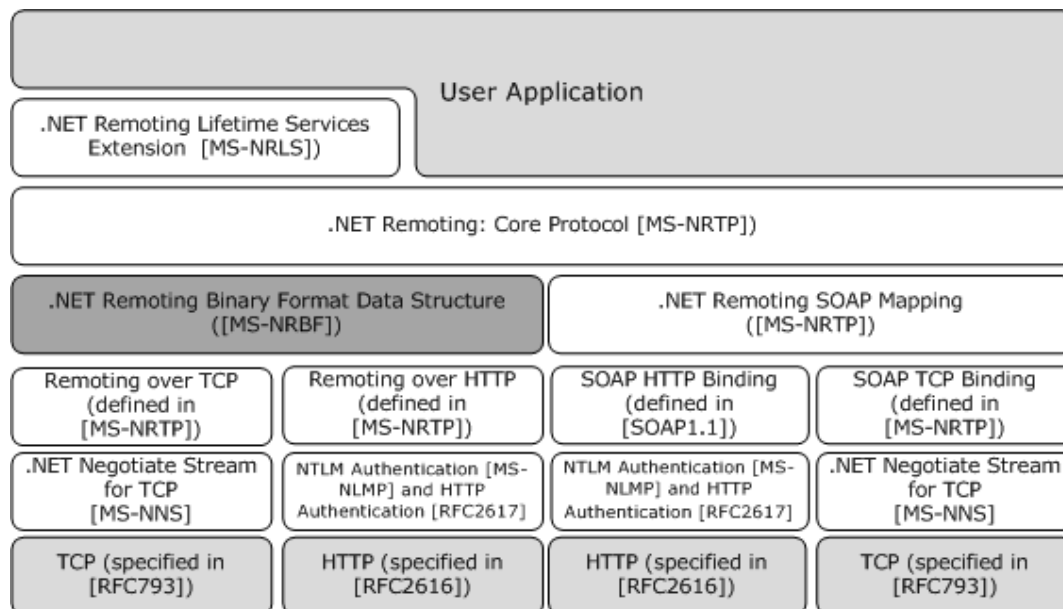 User Application
.NET Remoting Lifetime Services
Extension [MS-NRLS])
.NET Remoting: Core Protocol [MS-NRTP])
.NET Remoting Binary Format Data Structure
([MS-NRBF])
.NET Remoting SOAP Mapping
([MS-NRTP])
Remoting over TCP
(defined in
[MS-NRTP])
Remoting over HTTP
(defined in
[MS-NRTP])
SOAP HTTP Binding
(defined in
[SOAP1.1])
SOAP TCP Binding
(defined in
[MS-NRTP])
.NET Negotiate Stream
for TCP
[MS-NNS]
NTLM Authentication [MS-
NLMP] and HTTP
Authentication [RFC2617]
NTLM Authentication [MS-
NLMP] and HTTP
Authentication [RFC2617]
.NET Negotiate Stream
for TCP
[MS-NNS]
TCP (specified in
[RFC793])
HTTP (specified in
[RFC2616])
HTTP (specified in
[RFC2616])
TCP (specified in
[RFC793])